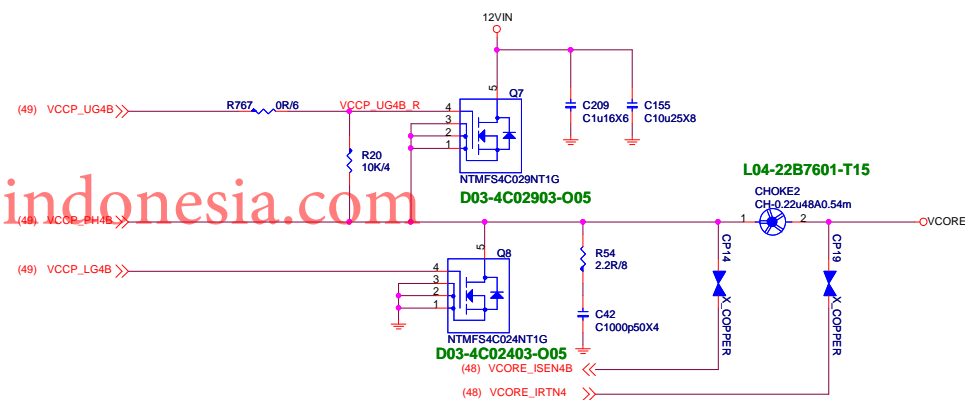 12VIN
5
Q7
(49) VCCP_UG4B
R767
0R/6
VCCP_UG4B_R
4
3
2
1
C209
C1u16X6
C155
C10u25X8
R20
10K/4
NTMFS4C029NT1G
D03-4C02903-O05
L04-22B7601-T15
CHOKE2
CH-0.22u48A0.54m
indonesia.com
(49) VCCP_PH4B
1
2
VCORE
5
Q8
(49) VCCP_LG4B
4
3
2
1
R54
2.2R/8
CP14
CP19
C42
C1000p50X4
X_COPPER
X_COPPER
NTMFS4C024NT1G
D03-4C02403-O05
(48) VCORE_ISEN4B
(48) VCORE_IRTN4